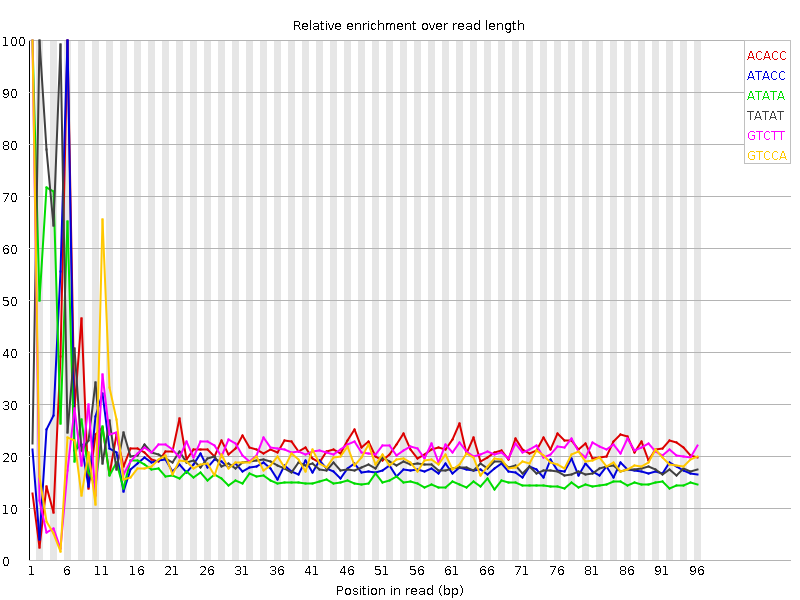 Relative enrichment over read length
100
90
80
70
60
50
40
30
20
10
0
ACACC
ATACC
ATATA
TATAT
GTCTT
GTCCA
1 6 11 16 21 26 31 36 41 46 51 56 61 66 71 76 81 86 91 96
Position in read (bp)